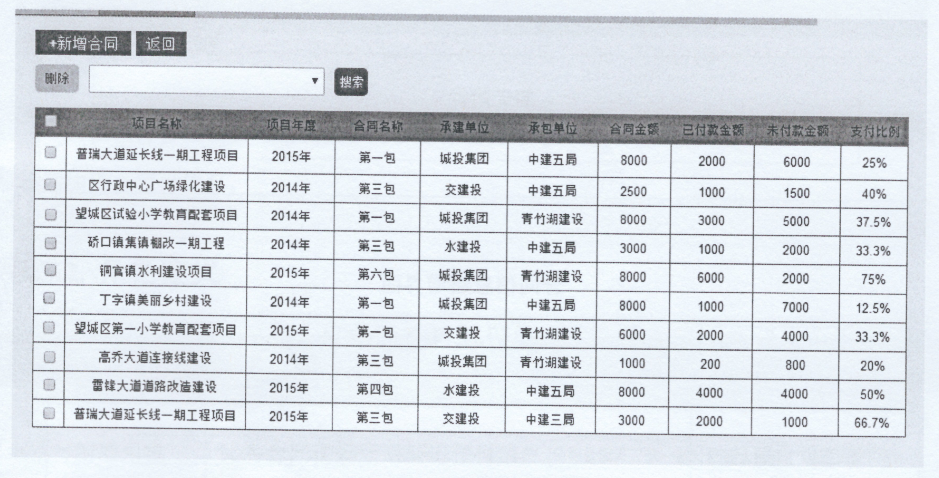 +新增合同 返回
删除 搜索
项目名称 项目年度 合同名称 承建单位 承包单位 合同金额 已付款金额 未付款金额 支付比例
普瑞大道延长线一期工程项目 2015年 第一包 城投集团 中建五局 8000 2000 6000 25%
区行政中心广场绿化建设 2014年 第三包 交建投 中建五局 2500 1000 1500 40%
望城区试验小学教育配套项目 2014年 第一包 城投集团 青竹湖建设 8000 3000 5000 37.5%
硚口镇集镇棚改一期工程 2014年 第三包 水建投 中建五局 3000 1000 2000 33.3%
铜官镇水利建设项目 2015年 第六包 城投集团 青竹湖建设 8000 6000 2000 75%
丁字镇美丽乡村建设 2014年 第一包 城投集团 中建五局 8000 1000 7000 12.5%
望城区第一小学教育配套项目 2015年 第一包 交建投 青竹湖建设 6000 2000 4000 33.3%
高乔大道连接线建设 2014年 第三包 城投集团 青竹湖建设 1000 200 800 20%
雷锋大道道路改造建设 2015年 第四包 水建投 中建五局 8000 4000 4000 50%
普瑞大道延长线一期工程项目 2015年 第三包 交建投 中建三局 3000 2000 1000 66.7%